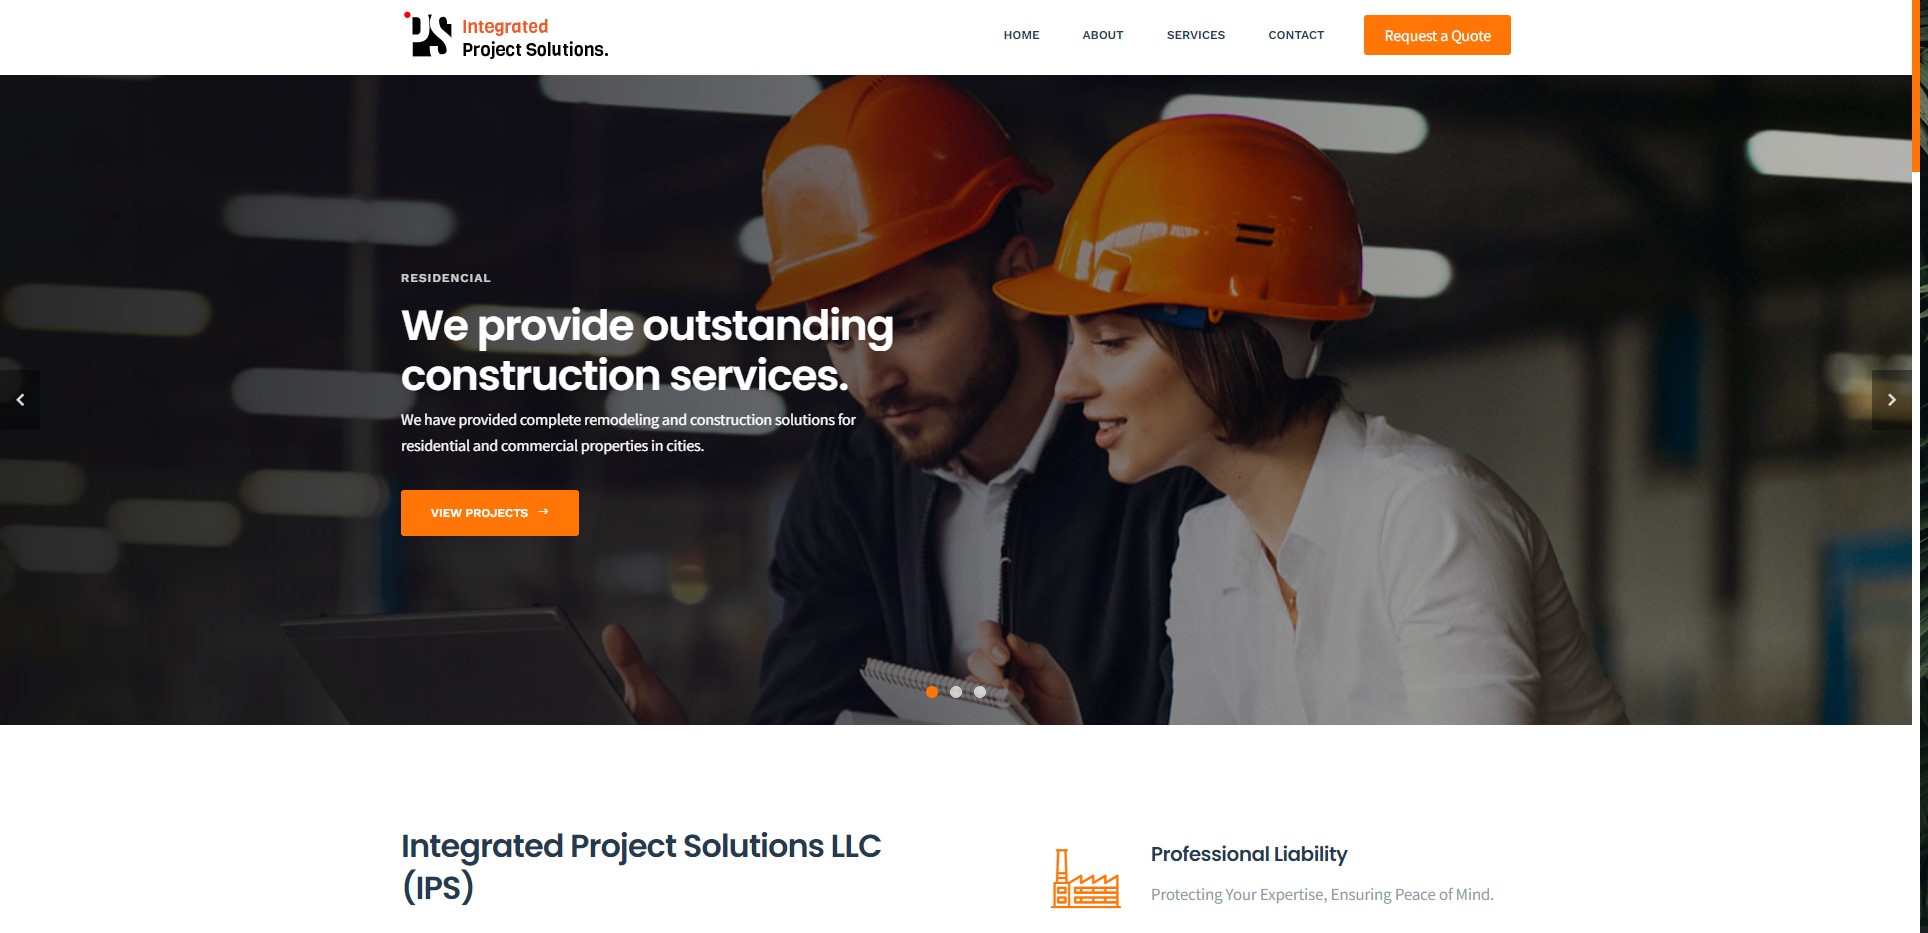 Integrated
Project Solutions.
HOME
ABOUT
SERVICES
CONTACT
Request a Quote
RESIDENCIAL
We provide outstanding
construction services.
We have provided complete remodeling and construction solutions for
residential and commercial properties in cities.
VIEW PROJECTS →
Integrated Project Solutions LLC
(IPS)
Professional Liability
Protecting Your Expertise, Ensuring Peace of Mind.